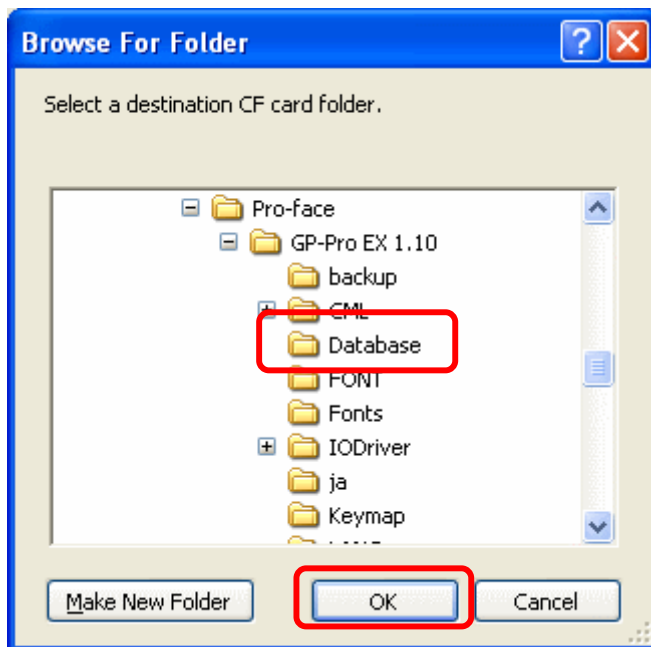 Browse For Folder
Select a destination CF card folder.
Pro-face
GP-Pro EX 1.10
backup
CML
Database
FONT
Fonts
IODriver
ja
Keymap
Make New Folder
OK
Cancel